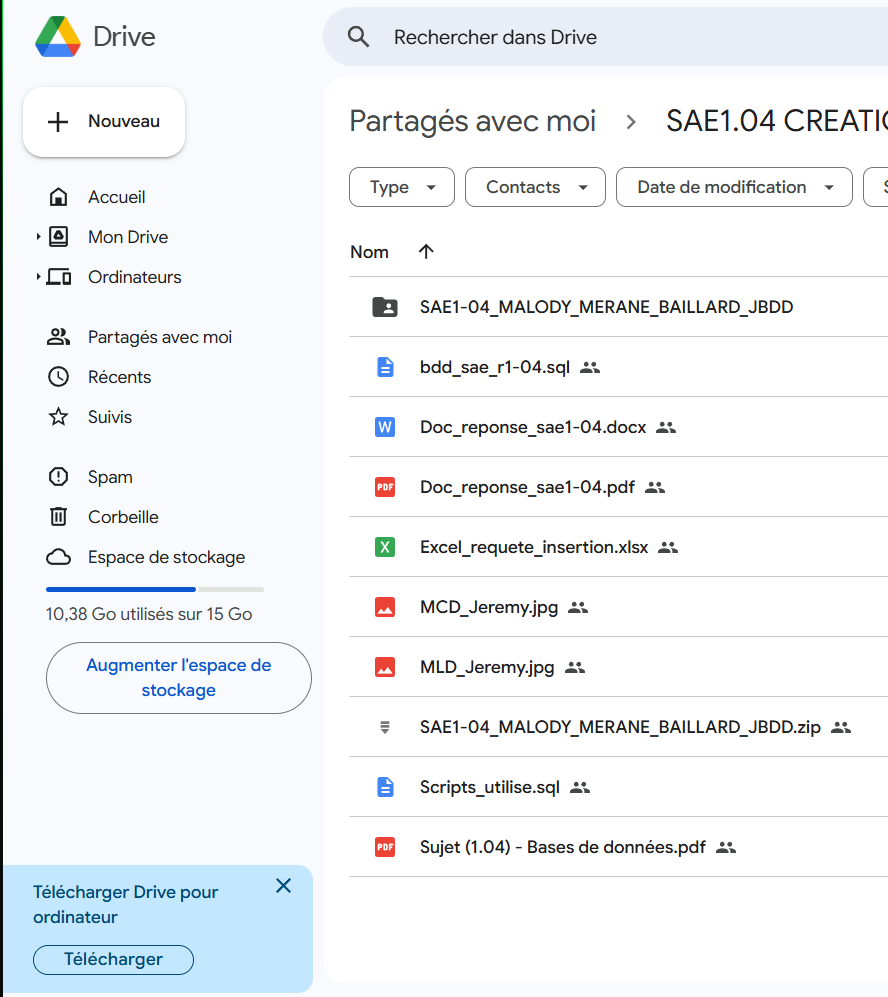 Drive
Rechercher dans Drive
Nouveau
Accueil
Mon Drive
Ordinateurs
Partagés avec moi
Récents
Suivis
Spam
Corbeille
Espace de stockage
10,38 Go utilisés sur 15 Go
Augmenter l'espace de
stockage
Télécharger Drive pour
ordinateur
Télécharger
Partagés avec moi > SAE1.04
Type
Contacts
Date de modification
Nom
SAE1-04_MALODY_MERANE_BAILLARD_JBDD
bdd_sae_r1-04.sql
W Doc_reponse_sae1-04.docx
PDF Doc_reponse_sae1-04.pdf
X Excel_requete_insertion.xlsx
MCD_Jeremy.jpg
MLD_Jeremy.jpg
SAE1-04_MALODY_MERANE_BAILLARD_JBDD.zip
Scripts_utilise.sql
PDF Sujet (1.04) - Bases de données.pdf